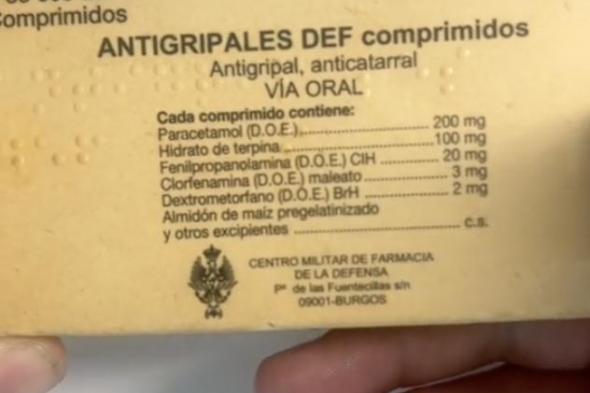 Comprimidos
ANTIGRIPALES DEF comprimidos
Antigripal, anticatarral
VÍA ORAL
Cada comprimido contiene:
Paracetamol (D.O.E.)................................ 200 mg
Hidrato de terpina .................................... 100 mg
Fenilpropanolamina (D.O.E.) ClH .............. 20 mg
Clorfenamina (D.O.E.) maleato .................... 3 mg
Dextrometorfano (D.O.E.) BrH ..................... 2 mg
Almidón de maíz pregelatinizado
y otros excipientes ........................................ c.s.
CENTRO MILITAR DE FARMACIA
DE LA DEFENSA
Pº de las Fuentecillas s/n
09001-BURGOS